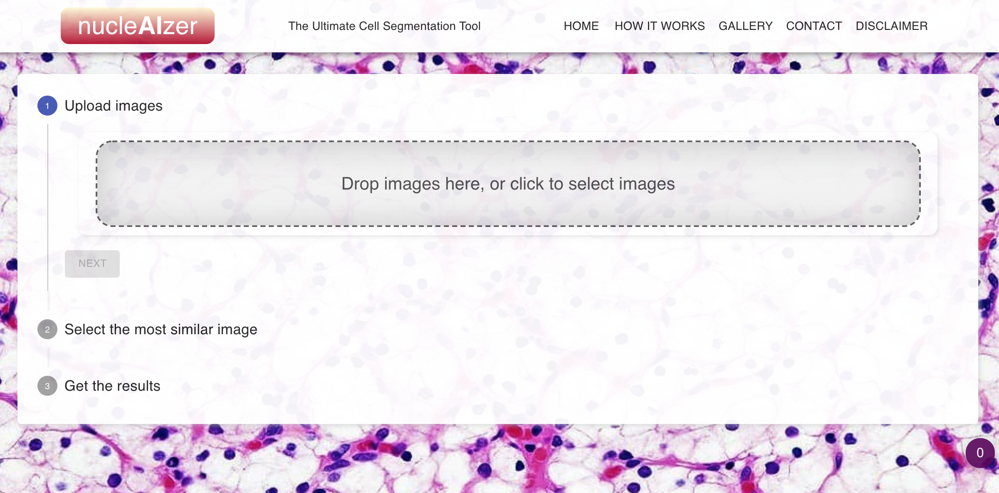 nucleAIzer
The Ultimate Cell Segmentation Tool
HOME HOW IT WORKS GALLERY CONTACT DISCLAIMER
1 Upload images
Drop images here, or click to select images
NEXT
2 Select the most similar image
3 Get the results
0